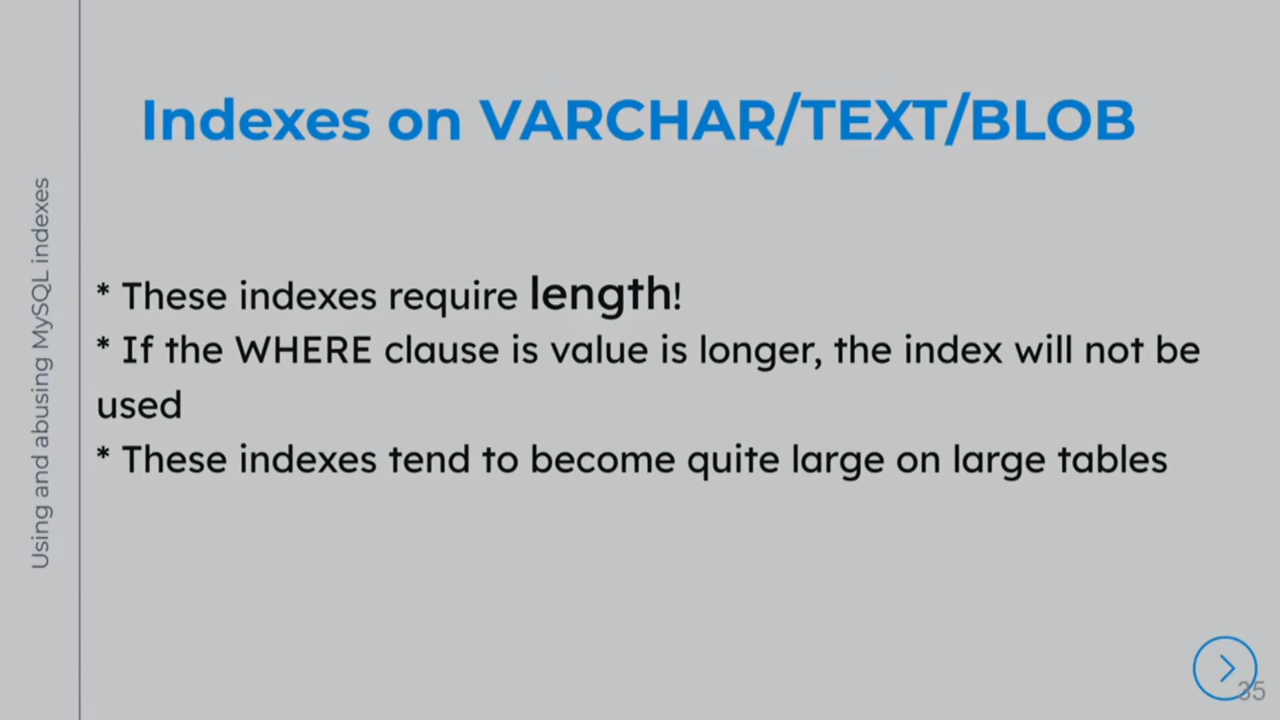 Indexes on VARCHAR/TEXT/BLOB
Using and abusing MySQL indexes
* These indexes require length!
* If the WHERE clause is value is longer, the index will not be
used
* These indexes tend to become quite large on large tables
35